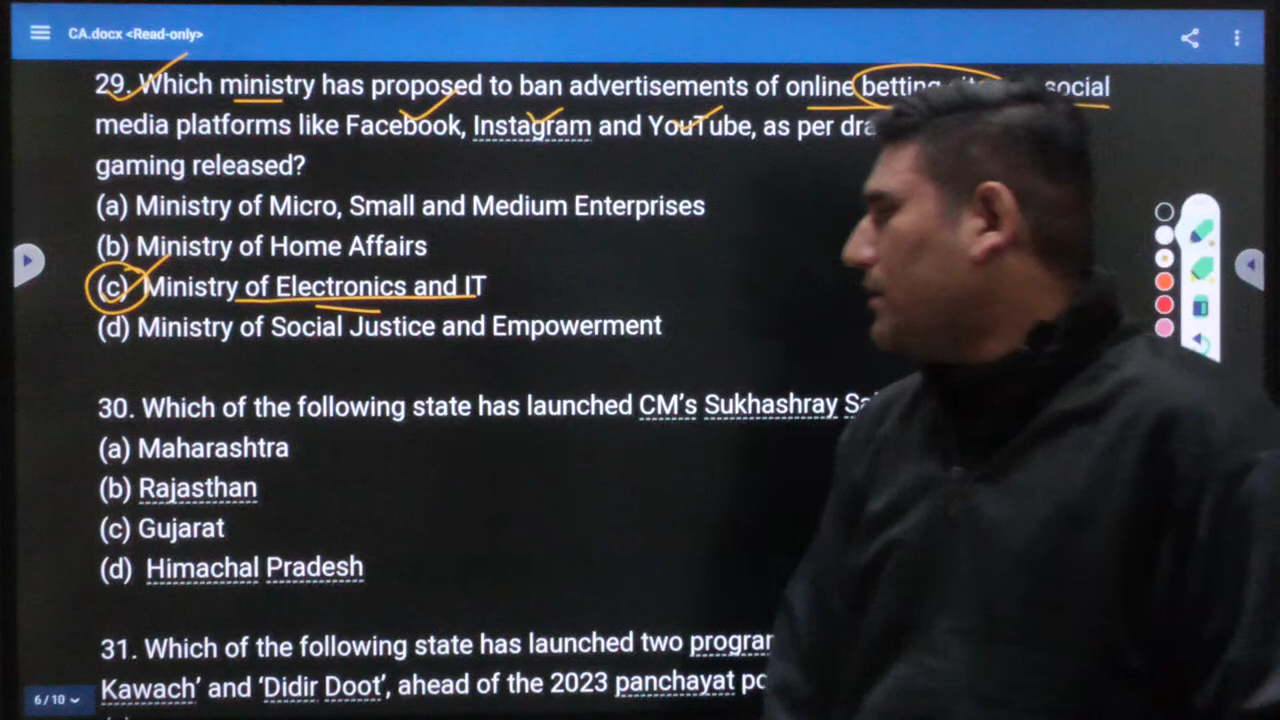 CA.docx <Read-only>
29. Which ministry has proposed to ban advertisements of online betting social
media platforms like Facebook, Instagram and YouTube, as per
gaming released?
(a) Ministry of Micro, Small and Medium Enterprises
(b) Ministry of Home Affairs
(c) Ministry of Electronics and IT
(d) Ministry of Social Justice and Empowerment
30. Which of the following state has launched CM's Sukhashray
(a) Maharashtra
(b) Rajasthan
(c) Gujarat
(d) Himachal Pradesh
31. Which of the following state has launched two
Kawach' and 'Didir Doot', ahead of the 2023 panchayat
6/10